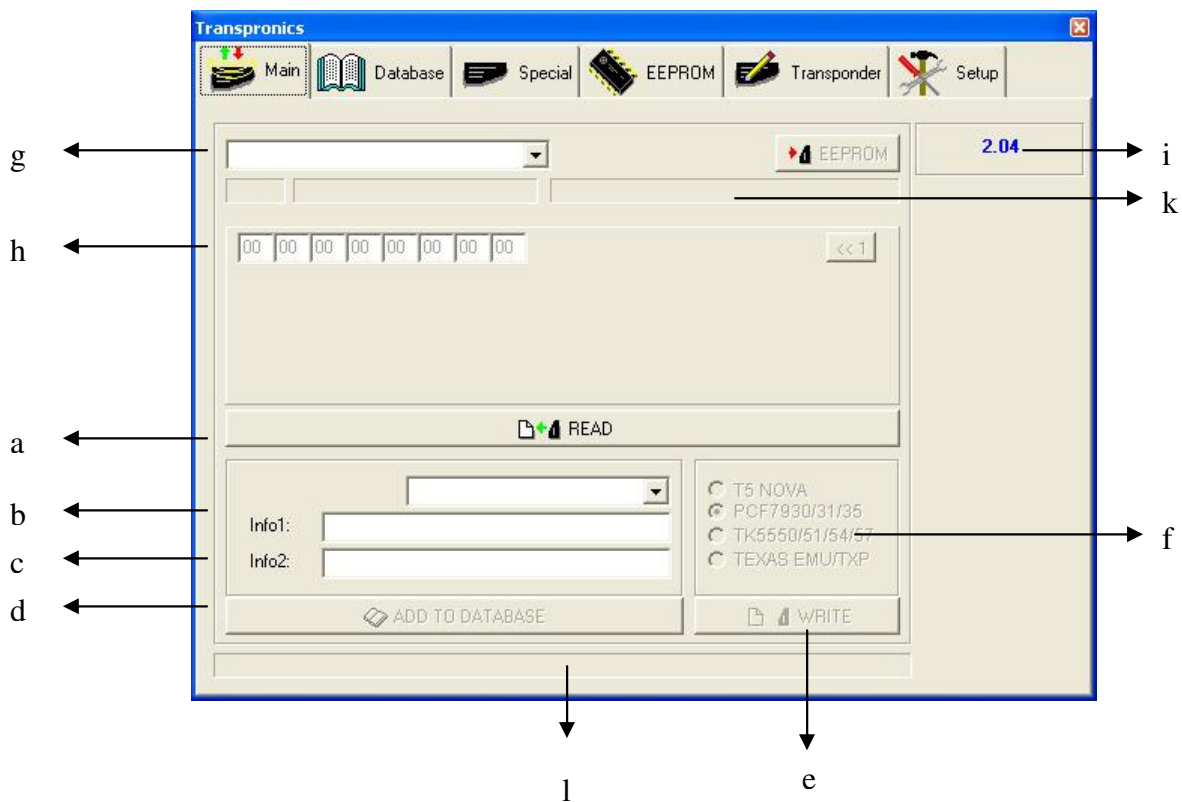 Transpronics
Main Database Special EEPROM Transponder Setup
g EEPROM 2.04 i
k
h 00 00 00 00 00 00 00 00 << 1
a READ
T5 NOVA
b PCF7930/31/35
Info1: TK5550/51/54/57 f
c Info2: TEXAS EMU/TXP
d ADD TO DATABASE WRITE
l e